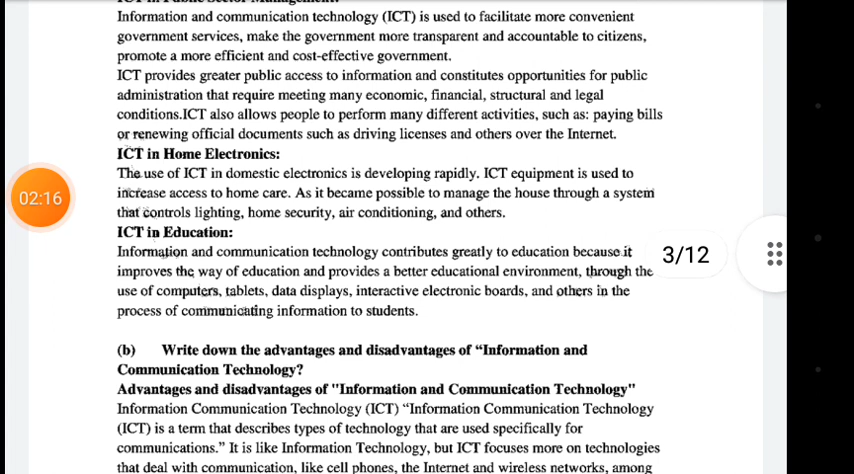 Information and communication technology (ICT) is used to facilitate more convenient
government services, make the government more transparent and accountable to citizens,
promote a more efficient and cost-effective government.
ICT provides greater public access to information and constitutes opportunities for public
administration that require meeting many economic, financial, structural and legal
conditions.ICT also allows people to perform many different activities, such as: paying bills
or renewing official documents such as driving licenses and others over the Internet.
ICT in Home Electronics:
The use of ICT in domestic electronics is developing rapidly. ICT equipment is used to
increase access to home care. As it became possible to manage the house through a system
that controls lighting, home security, air conditioning, and others.
02:16
ICT in Education:
Information and communication technology contributes greatly to education because it
improves the way of education and provides a better educational environment, through the
use of computers, tablets, data displays, interactive electronic boards, and others in the
process of communicating information to students.
3/12
(b) Write down the advantages and disadvantages of “Information and
Communication Technology?
Advantages and disadvantages of "Information and Communication Technology"
Information Communication Technology (ICT) “Information Communication Technology
(ICT) is a term that describes types of technology that are used specifically for
communications.” It is like Information Technology, but ICT focuses more on technologies
that deal with communication, like cell phones, the Internet and wireless networks, among